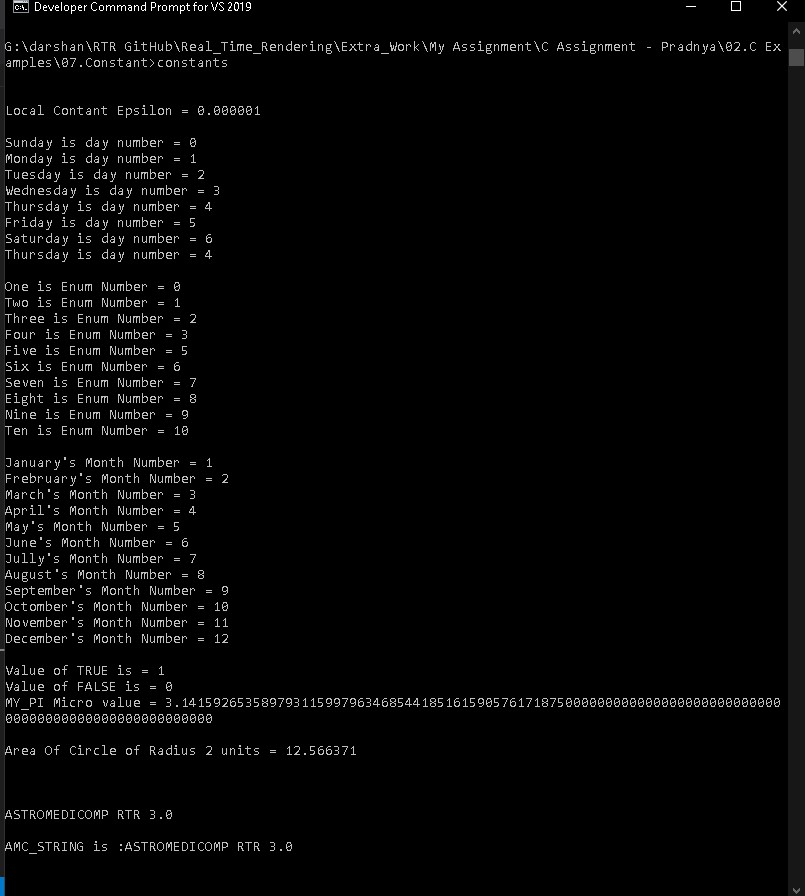 Developer Command Prompt for VS 2019
G:\darshan\RTR GitHub\Real_Time_Rendering\Extra_Work\My Assignment\C Assignment - Pradnya\02.C Ex
amples\07.Constant>constants
Local Contant Epsilon = 0.000001
Sunday is day number = 0
Monday is day number = 1
Tuesday is day number = 2
Wednesday is day number = 3
Thursday is day number = 4
Friday is day number = 5
Saturday is day number = 6
Thursday is day number = 4
One is Enum Number = 0
Two is Enum Number = 1
Three is Enum Number = 2
Four is Enum Number = 3
Five is Enum Number = 5
Six is Enum Number = 6
Seven is Enum Number = 7
Eight is Enum Number = 8
Nine is Enum Number = 9
Ten is Enum Number = 10
January's Month Number = 1
Frebruary's Month Number = 2
March's Month Number = 3
April's Month Number = 4
May's Month Number = 5
June's Month Number = 6
Jully's Month Number = 7
August's Month Number = 8
September's Month Number = 9
Octomber's Month Number = 10
November's Month Number = 11
December's Month Number = 12
Value of TRUE is = 1
Value of FALSE is = 0
MY_PI Micro value = 3.14159265358979311599796346854418516159057617187500000000000000000000000000
00000000000000000000000000
Area Of Circle of Radius 2 units = 12.566371
ASTROMEDICOMP RTR 3.0
AMC_STRING is :ASTROMEDICOMP RTR 3.0